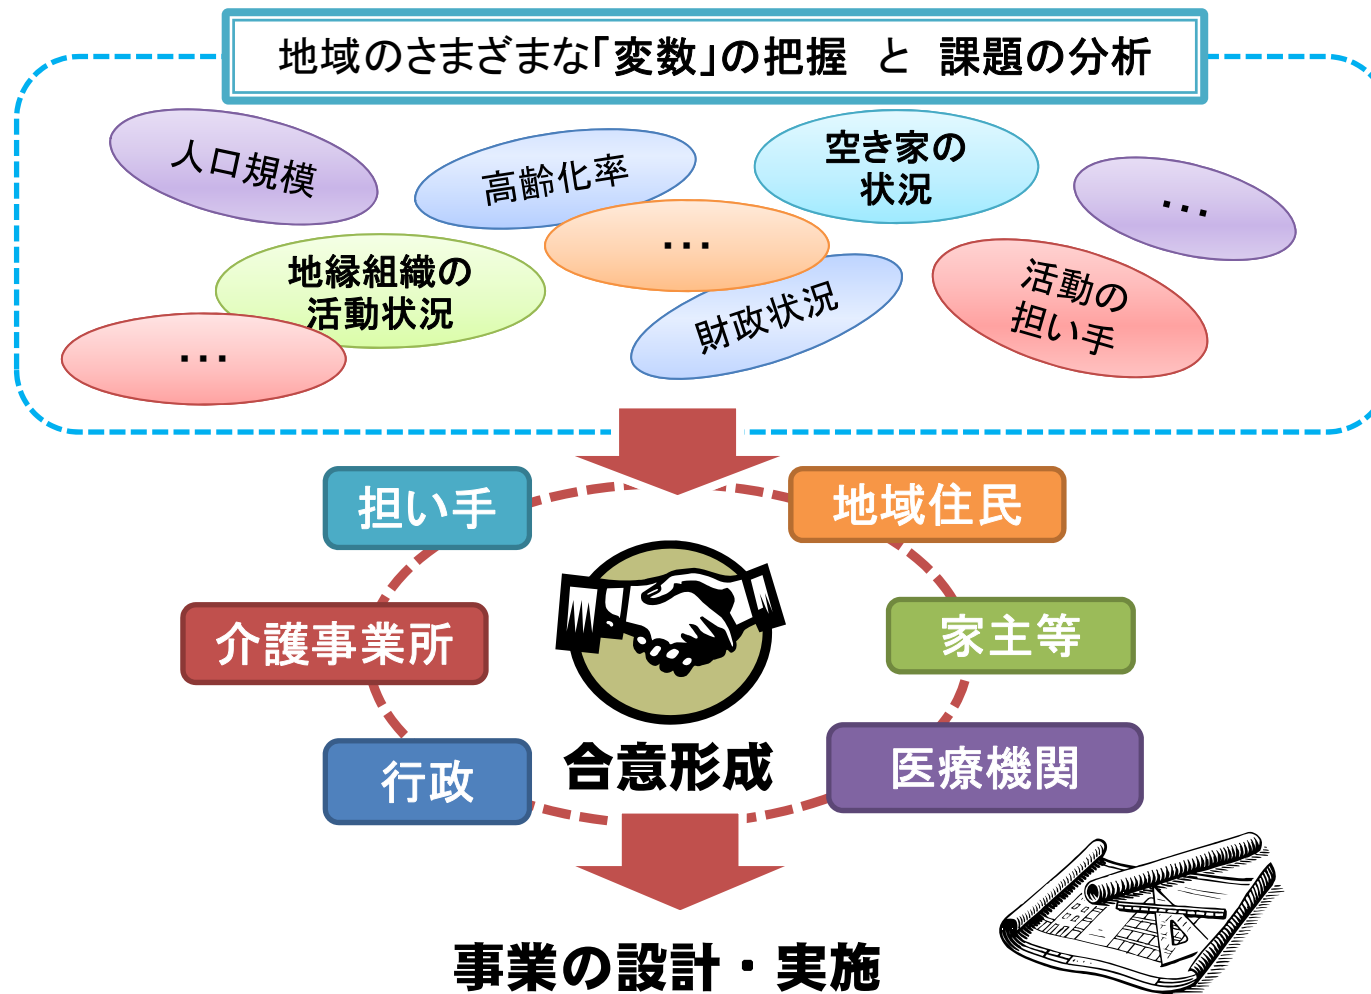 地域のさまざまな「変数」の把握　と　課題の分析
人口規模
高齢化率
空き家の
状況
・・・
・・・
地縁組織の
活動状況
財政状況
活動の
担い手
・・・
担い手
地域住民
介護事業所
家主等
行政
医療機関
合意形成
事業の設計・実施